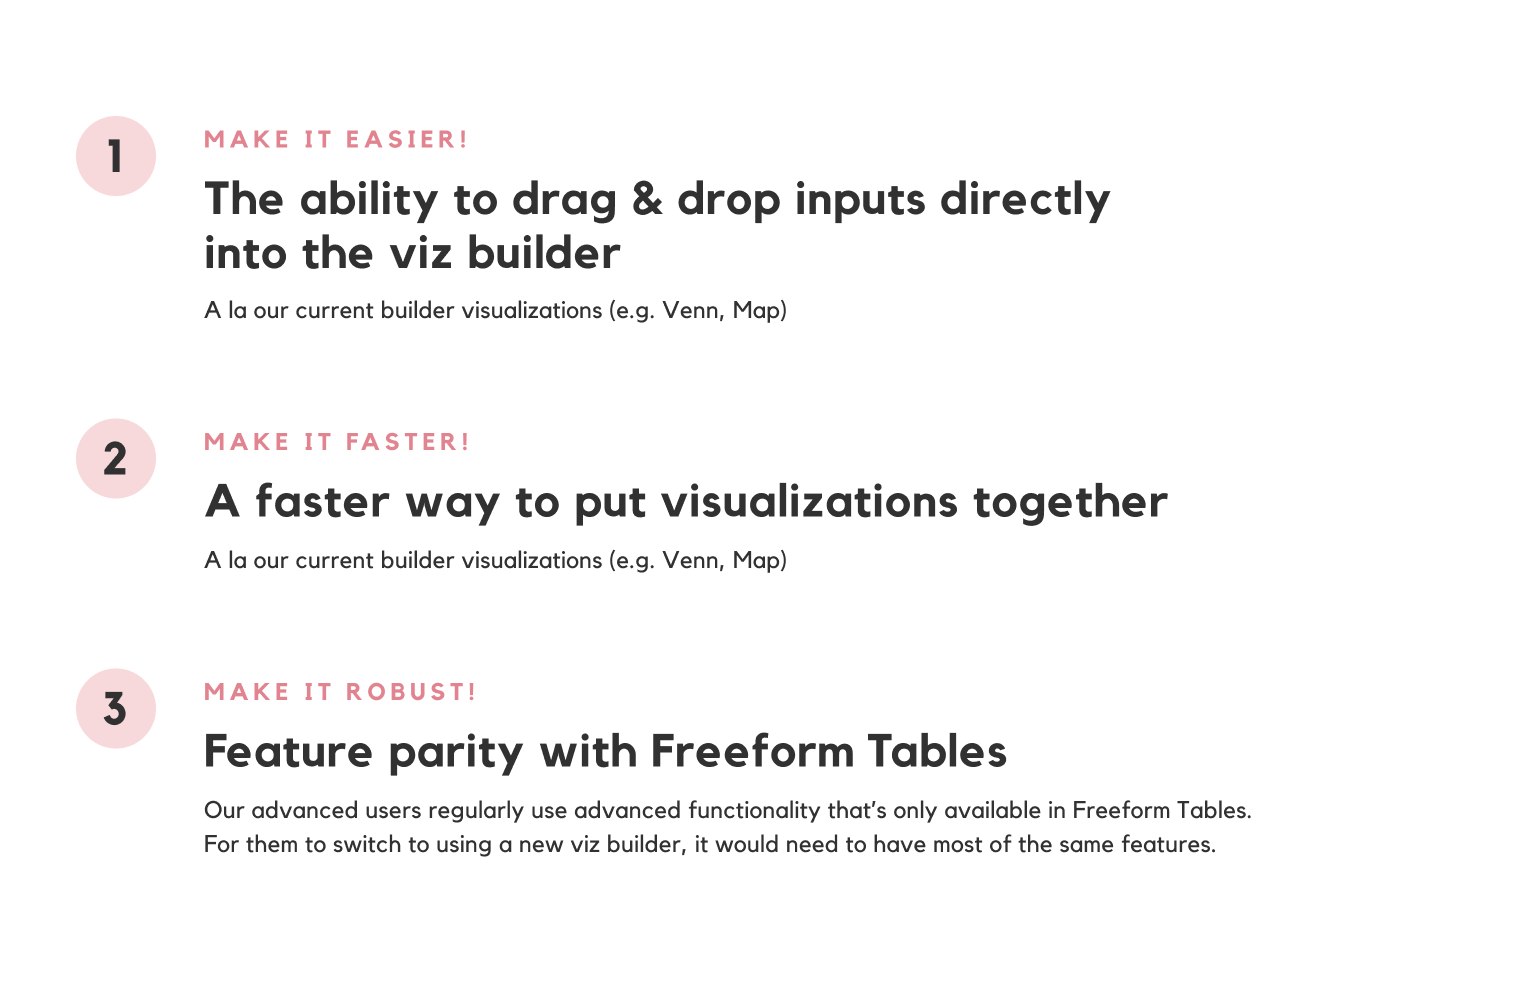 1
MAKE IT EASIER!
The ability to drag & drop inputs directly
into the viz builder
A la our current builder visualizations (e.g. Venn, Map)
2
MAKE IT FASTER!
A faster way to put visualizations together
A la our current builder visualizations (e.g. Venn, Map)
3
MAKE IT ROBUST!
Feature parity with Freeform Tables
Our advanced users regularly use advanced functionality that’s only available in Freeform Tables.
For them to switch to using a new viz builder, it would need to have most of the same features.